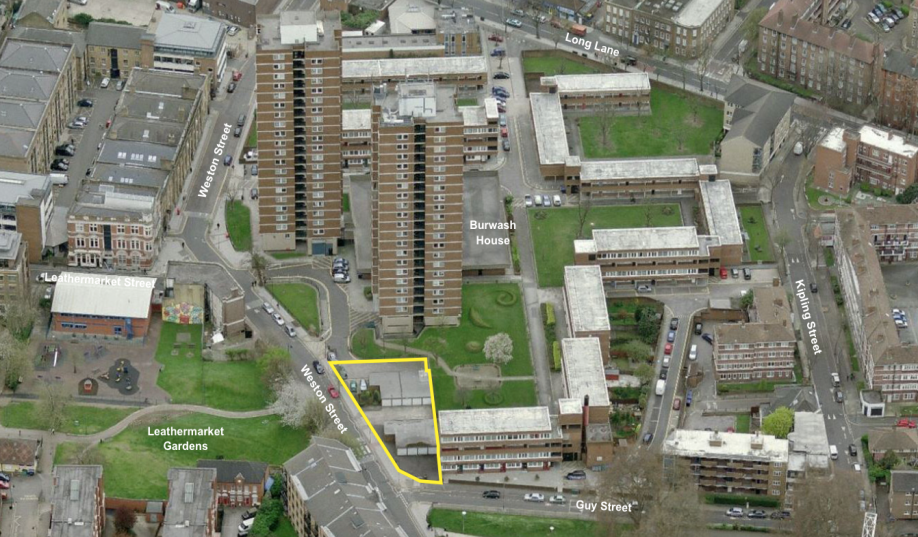 Long Lane
Weston Street
Burwash
House
Leathermarket Street
Kipling Street
Weston Street
Leathermarket
Gardens
Guy Street